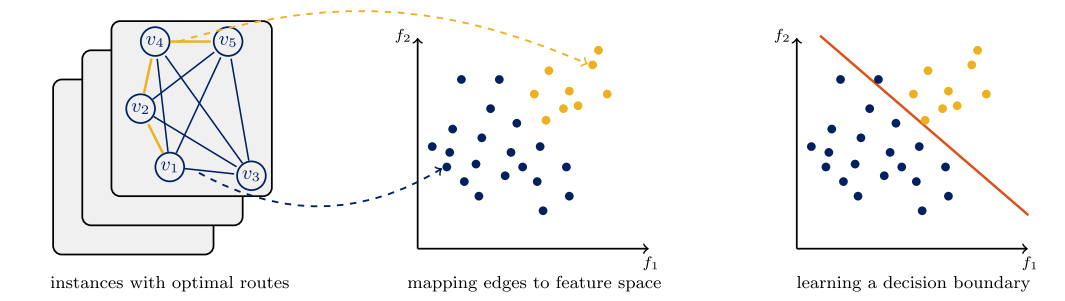 v4 v5
v2
v1 v3
f2
f1
f2
f1
instances with optimal routes
mapping edges to feature space
learning a decision boundary